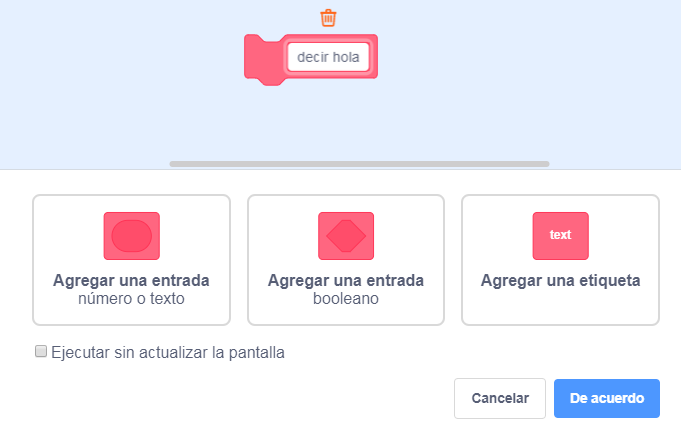 decir hola
Agregar una entrada
número o texto
Agregar una entrada
booleano
text
Agregar una etiqueta
Ejecutar sin actualizar la pantalla
Cancelar
De acuerdo